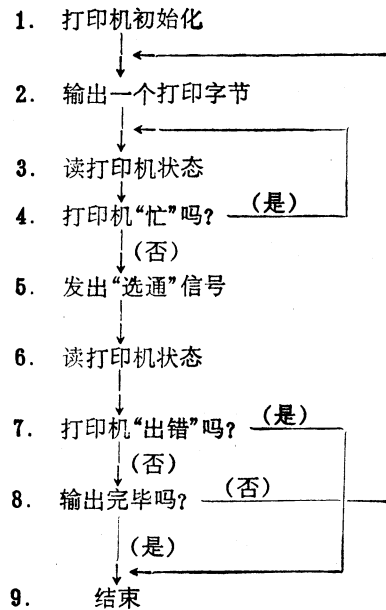 1. 打印机初始化
2. 输出一个打印字节
3. 读打印机状态
4. 打印机“忙”吗? (是)
(否)
5. 发出“选通”信号
6. 读打印机状态
7. 打印机“出错”吗? (是)
(否)
8. 输出完毕吗? (否)
(是)
9. 结束